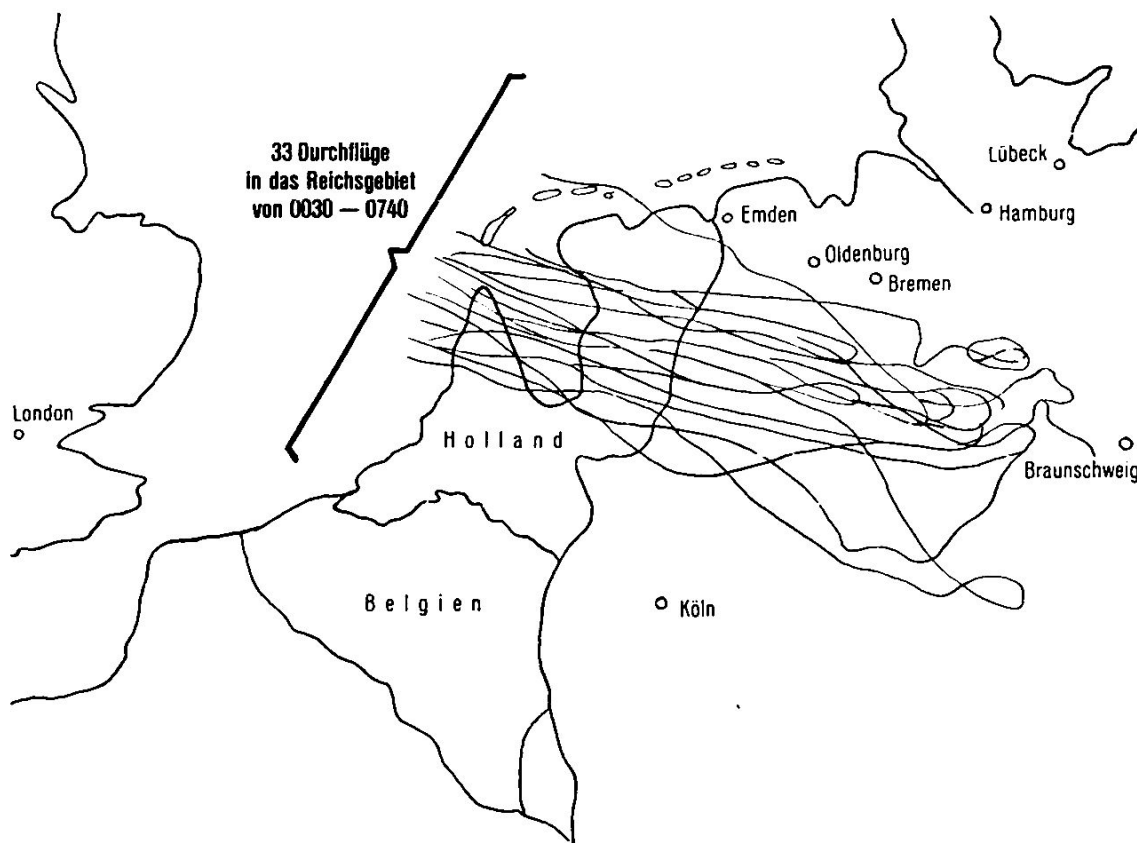 33 Durchflüge
in das Reichsgebiet
von 0030 — 0740
Lübeck
Hamburg
Emden
Oldenburg
Bremen
London
Holland
Braunschweig
Belgien
Köln